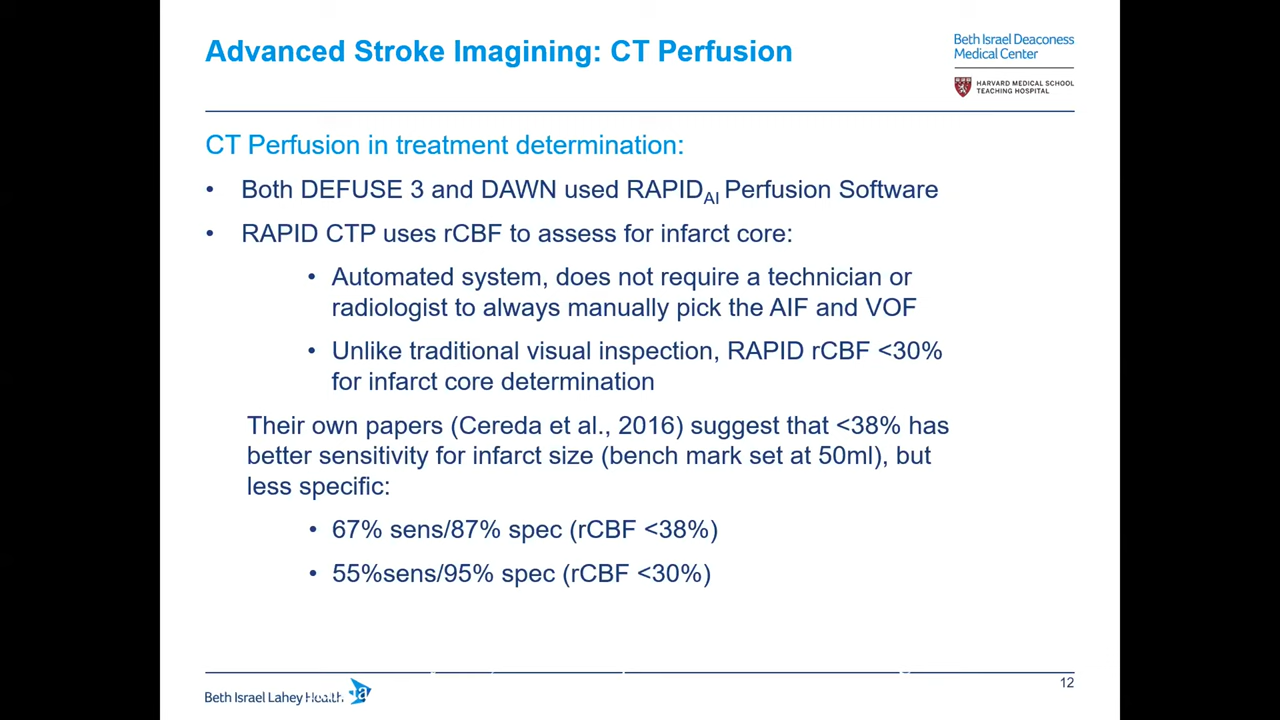 Advanced Stroke Imagining: CT Perfusion
Beth Israel Deaconess
Medical Center
HARVARD MEDICAL SCHOOL
TEACHING HOSPITAL
CT Perfusion in treatment determination:
• Both DEFUSE 3 and DAWN used RAPIDAI Perfusion Software
• RAPID CTP uses rCBF to assess for infarct core:
• Automated system, does not require a technician or
radiologist to always manually pick the AIF and VOF
• Unlike traditional visual inspection, RAPID rCBF <30%
for infarct core determination
Their own papers (Cereda et al., 2016) suggest that <38% has
better sensitivity for infarct size (bench mark set at 50ml), but
less specific:
• 67% sens/87% spec (rCBF <38%)
• 55%sens/95% spec (rCBF <30%)
Beth Israel Lahey Health
12